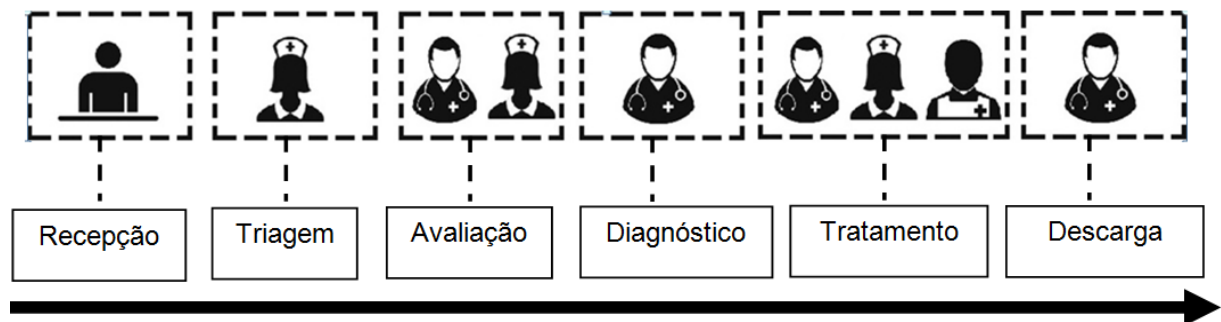 Recepção
Triagem
Avaliação
Diagnóstico
Tratamento
Descarga